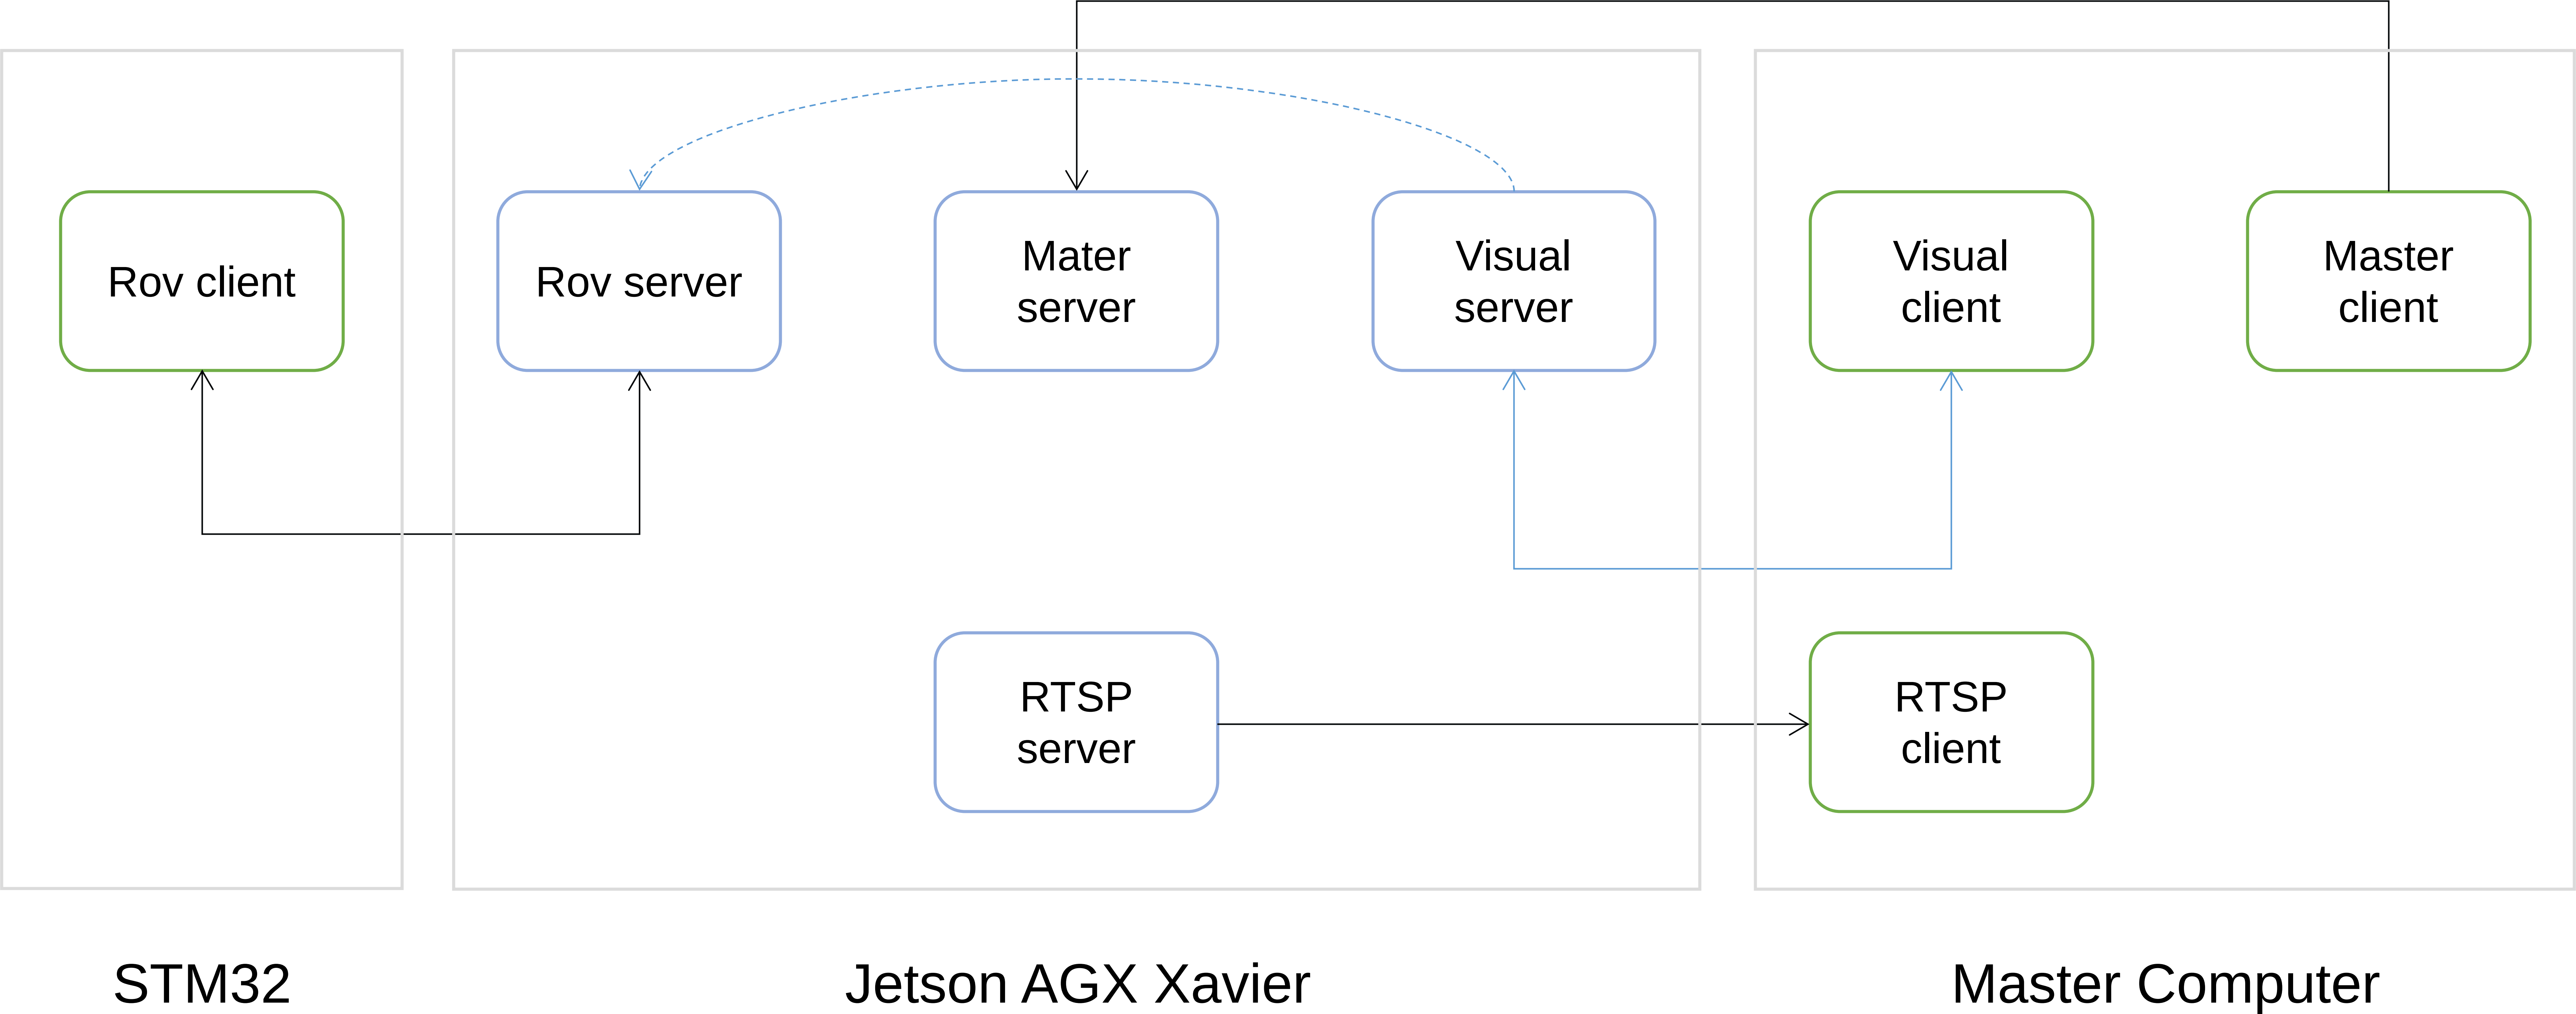 Rov client
Rov server
Mater
server
Visual
server
Visual
client
Master
client
RTSP
server
RTSP
client
STM32
Jetson AGX Xavier
Master Computer